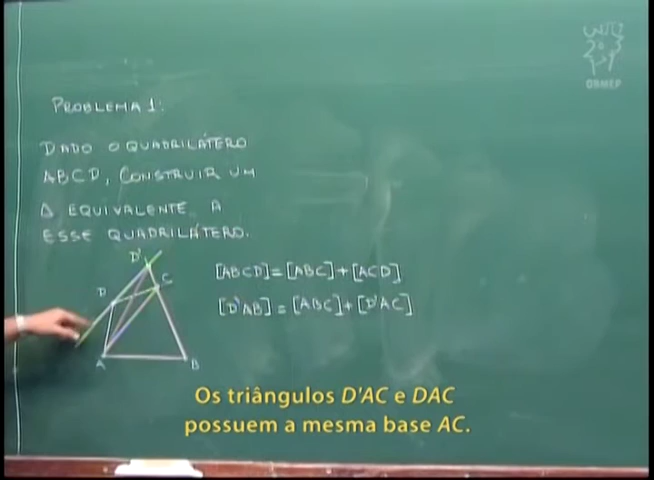 OBMEP
PROBLEMA 1:
DADO O QUADRILÁTERO
ABCD, CONSTRUIR UM
Δ EQUIVALENTE A
ESSE QUADRILÁTERO.
D'
C
D
A
B
[ABCD]=[ABC]+[ACD]
[D'AB]=[ABC]+[D'AC]
Os triângulos D'AC e DAC
possuem a mesma base AC.